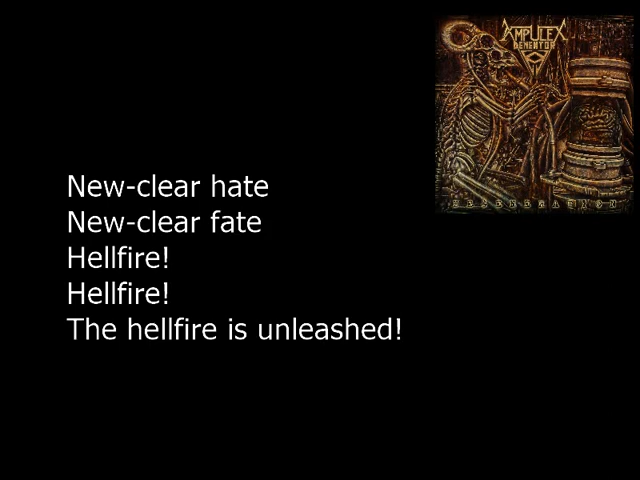 AMPULEX
DEMENTOR
New-clear hate
New-clear fate
Hellfire!
Hellfire!
The hellfire is unleashed!